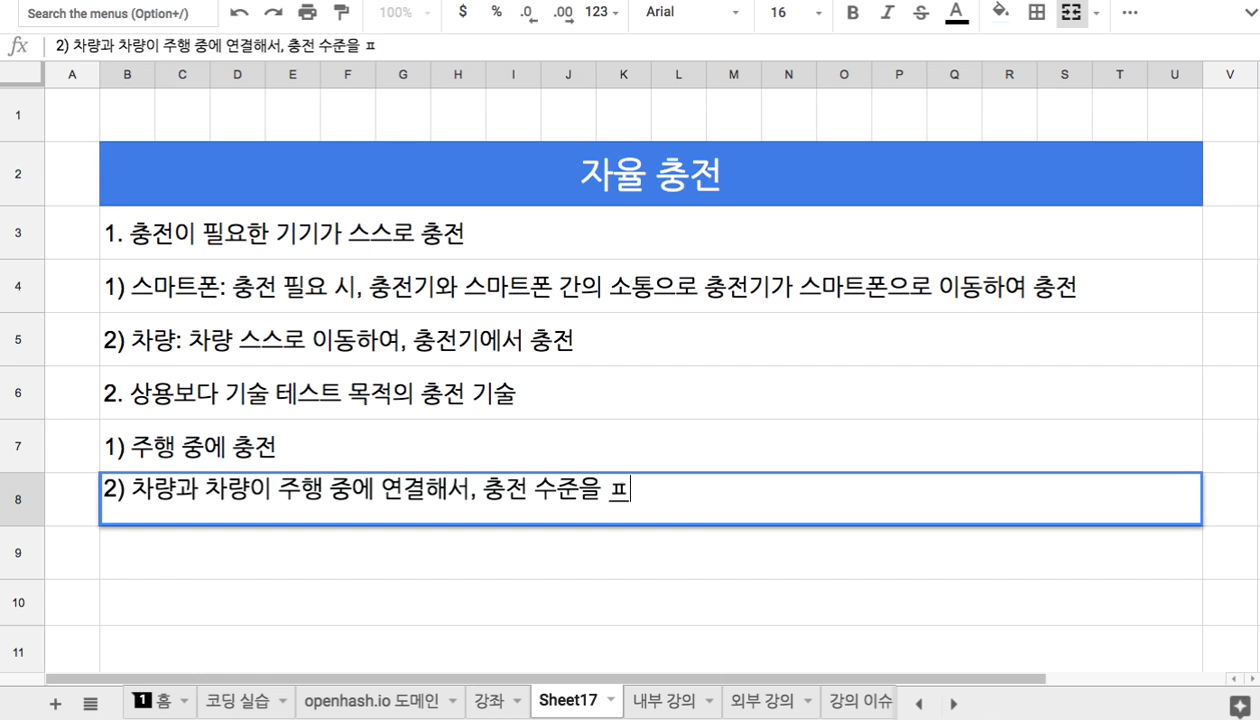 Search the menus (Option+/) 100% $ % .0 .00 123 Arial 16 B I S A
fx 2) 차량과 차량이 주행 중에 연결해서, 충전 수준을 ㅍ
A B C D E F G H I J K L M N O P Q R S T U V
1
2 자율 충전
3 1. 충전이 필요한 기기가 스스로 충전
4 1) 스마트폰: 충전 필요 시, 충전기와 스마트폰 간의 소통으로 충전기가 스마트폰으로 이동하여 충전
5 2) 차량: 차량 스스로 이동하여, 충전기에서 충전
6 2. 상용보다 기술 테스트 목적의 충전 기술
7 1) 주행 중에 충전
8 2) 차량과 차량이 주행 중에 연결해서, 충전 수준을 ㅍ
9
10
11
1 홈 코딩 실습 openhash.io 도메인 강좌 Sheet17 내부 강의 외부 강의 강의 이슈